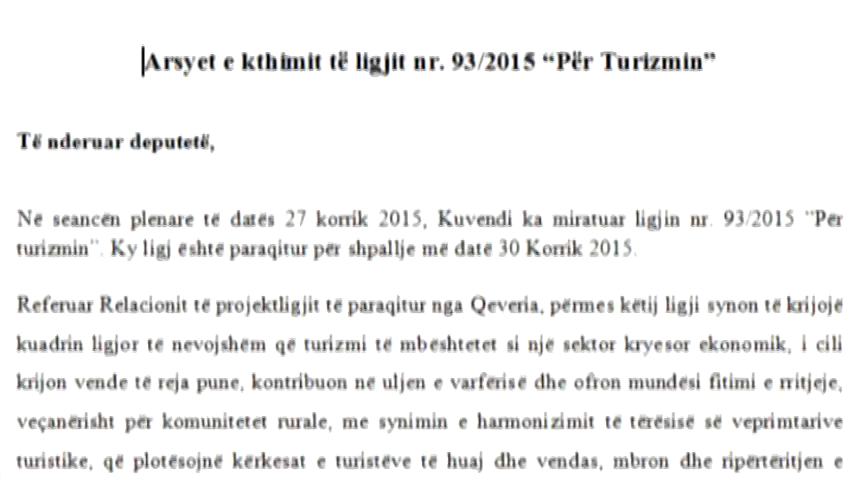 Arsyet e kthimit të ligjit nr. 93/2015 “Për Turizmin”
Të nderuar deputetë,
Në seancën plenare të datës 27 korrik 2015, Kuvendi ka miratuar ligjin nr. 93/2015 “Për
turizmin”. Ky ligj është paraqitur për shpallje më datë 30 Korrik 2015.
Referuar Relacionit të projektligjit të paraqitur nga Qeveria, përmes këtij ligji synon të krijojë
kuadrin ligjor të nevojshëm që turizmi të mbështetet si një sektor kryesor ekonomik, i cili
krijon vende të reja pune, kontribuon në uljen e varfërisë dhe ofron mundësi fitimi e rritjeje,
veçanërisht për komunitetet rurale, me synimin e harmonizimit të tërësisë së veprimtarive
turistike, që plotësojnë kërkesat e turistëve të huaj dhe vendas, mbron dhe ripërtëritjen e